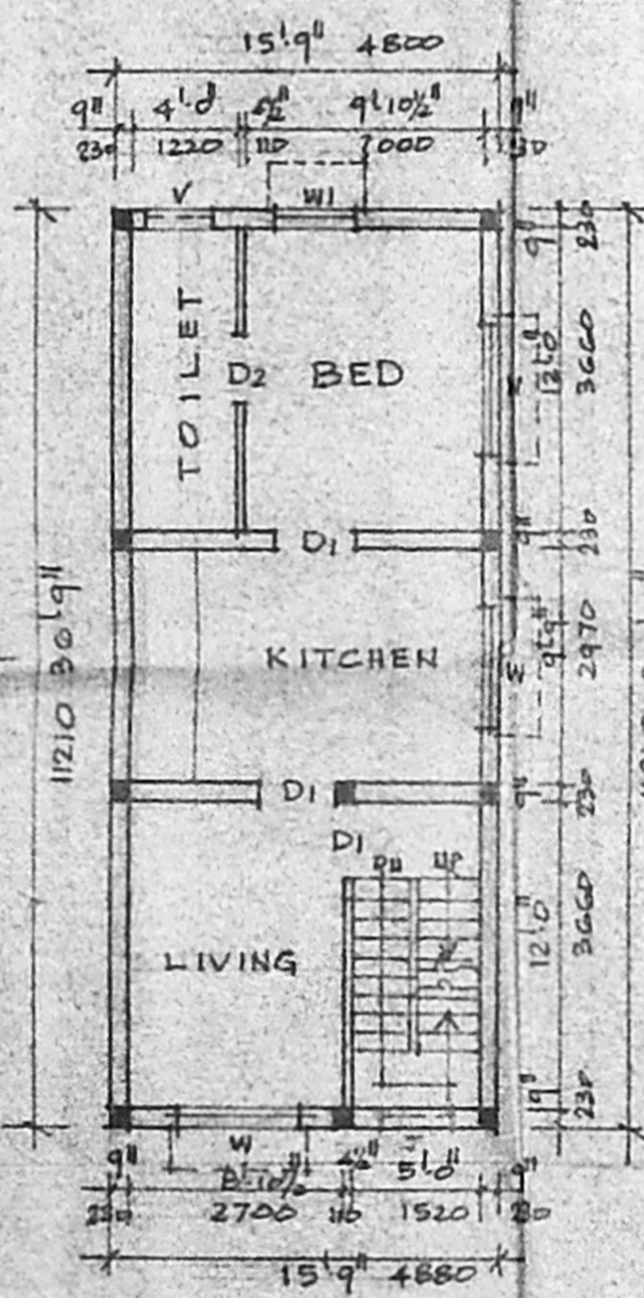 15'9" 4800
9" 4'0" 4½" 9'10½" 9"
230 1220 110 3000 230
V W1
TOILET
D2 BED
W
D1
KITCHEN
W
D1
D1
DN UP
LIVING
W
9" 8'-10½" 4½" 5'0" 9"
230 2700 110 1520 230
15'9" 4880
11210 36'9"
9" 230
12'0" 3660
9" 230
9'9" 2970
9" 230
12'0" 3660
9" 230